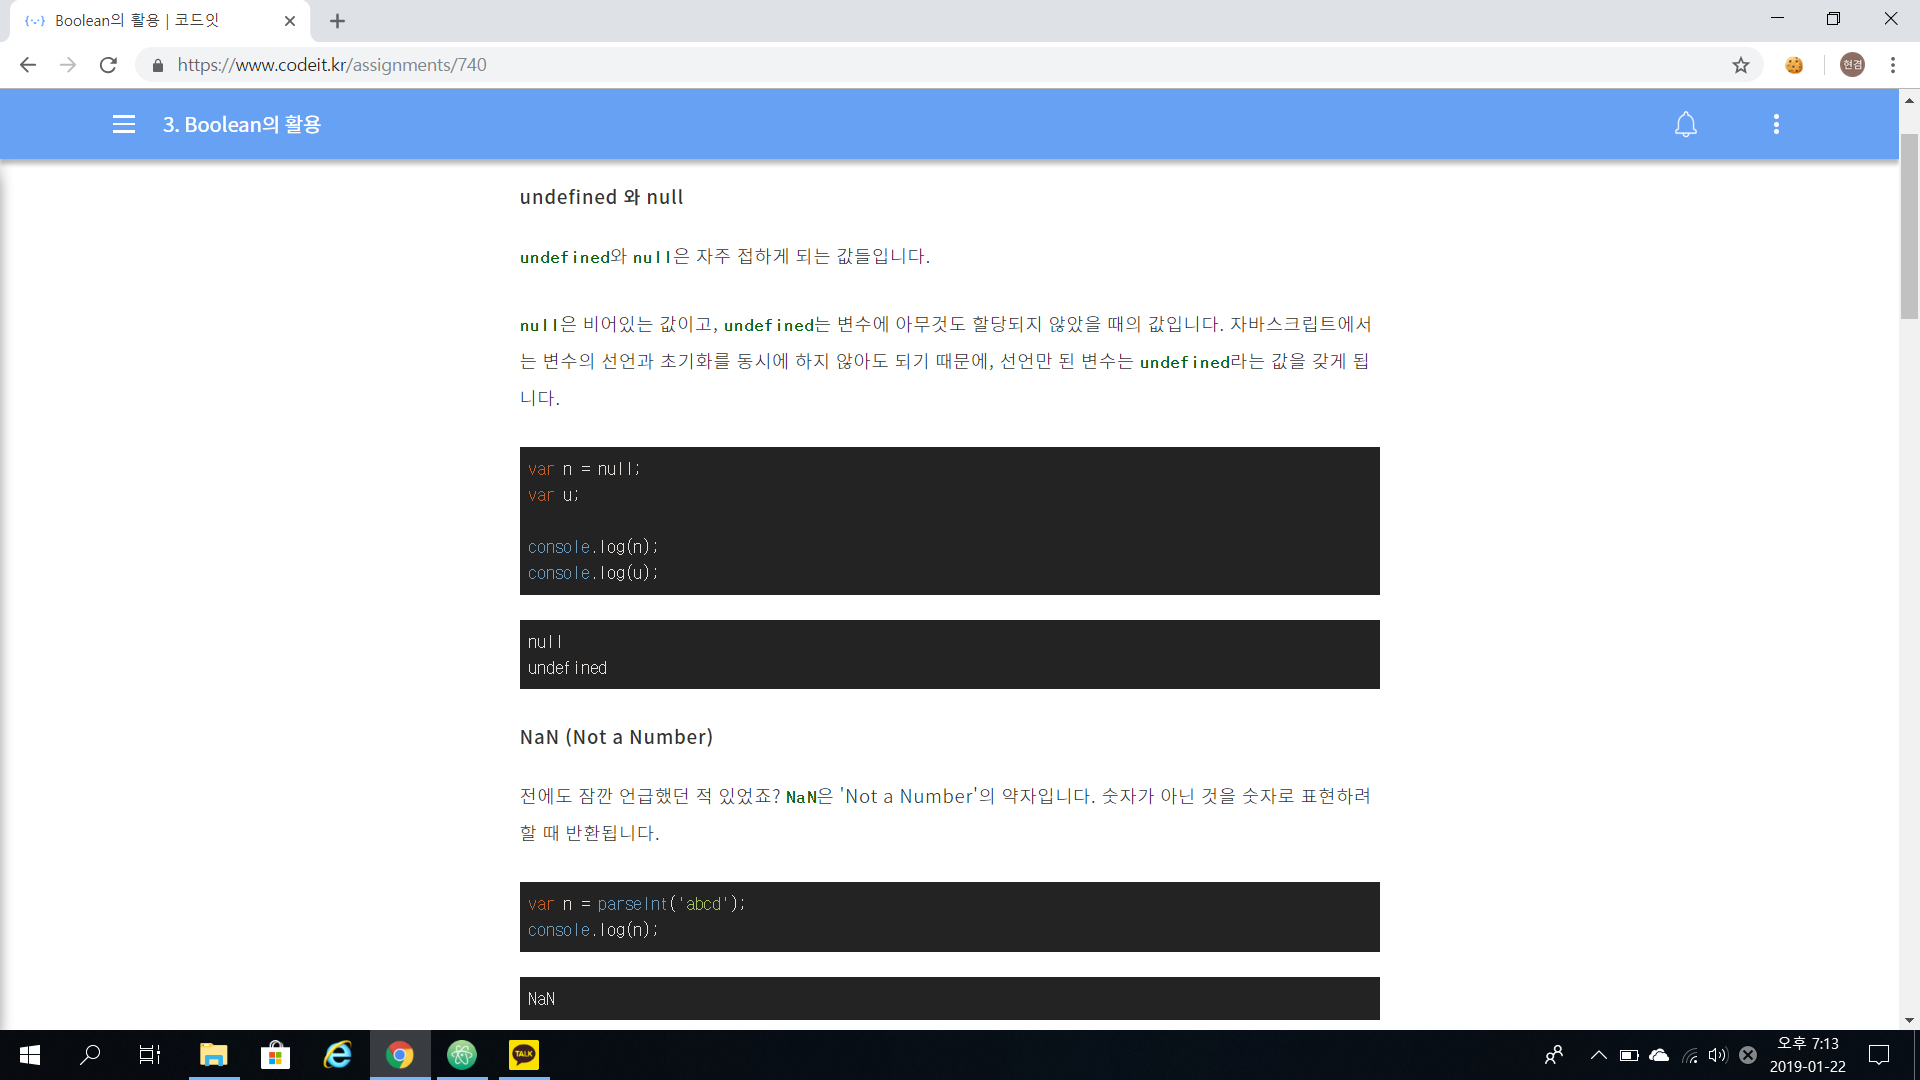 Boolean의 활용 | 코드잇
https://www.codeit.kr/assignments/740
현겸
3. Boolean의 활용
undefined 와 null
undefined와 null은 자주 접하게 되는 값들입니다.
null은 비어있는 값이고, undefined는 변수에 아무것도 할당되지 않았을 때의 값입니다. 자바스크립트에서
는 변수의 선언과 초기화를 동시에 하지 않아도 되기 때문에, 선언만 된 변수는 undefined라는 값을 갖게 됩
니다.
var n = null;
var u;
console.log(n);
console.log(u);
null
undefined
NaN (Not a Number)
전에도 잠깐 언급했던 적 있었죠? NaN은 'Not a Number'의 약자입니다. 숫자가 아닌 것을 숫자로 표현하려
할 때 반환됩니다.
var n = parseInt('abcd');
console.log(n);
NaN
TALK
오후 7:13
2019-01-22